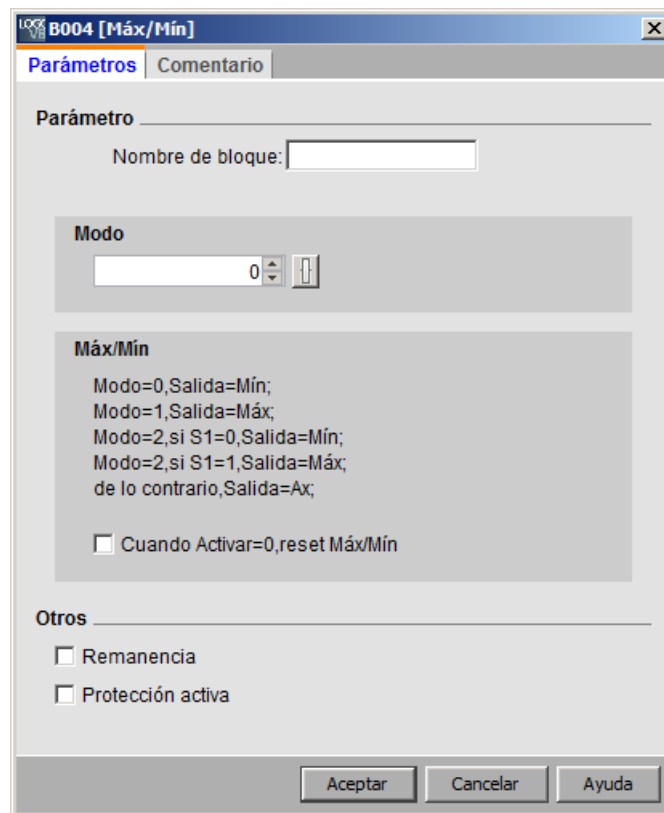 B004 [Máx/Mín]
Parámetros Comentario
Parámetro
Nombre de bloque:
Modo
0
Máx/Mín
Modo=0,Salida=Mín;
Modo=1,Salida=Máx;
Modo=2,si S1=0,Salida=Mín;
Modo=2,si S1=1,Salida=Máx;
de lo contrario,Salida=Ax;
Cuando Activar=0,reset Máx/Mín
Otros
Remanencia
Protección activa
Aceptar Cancelar Ayuda